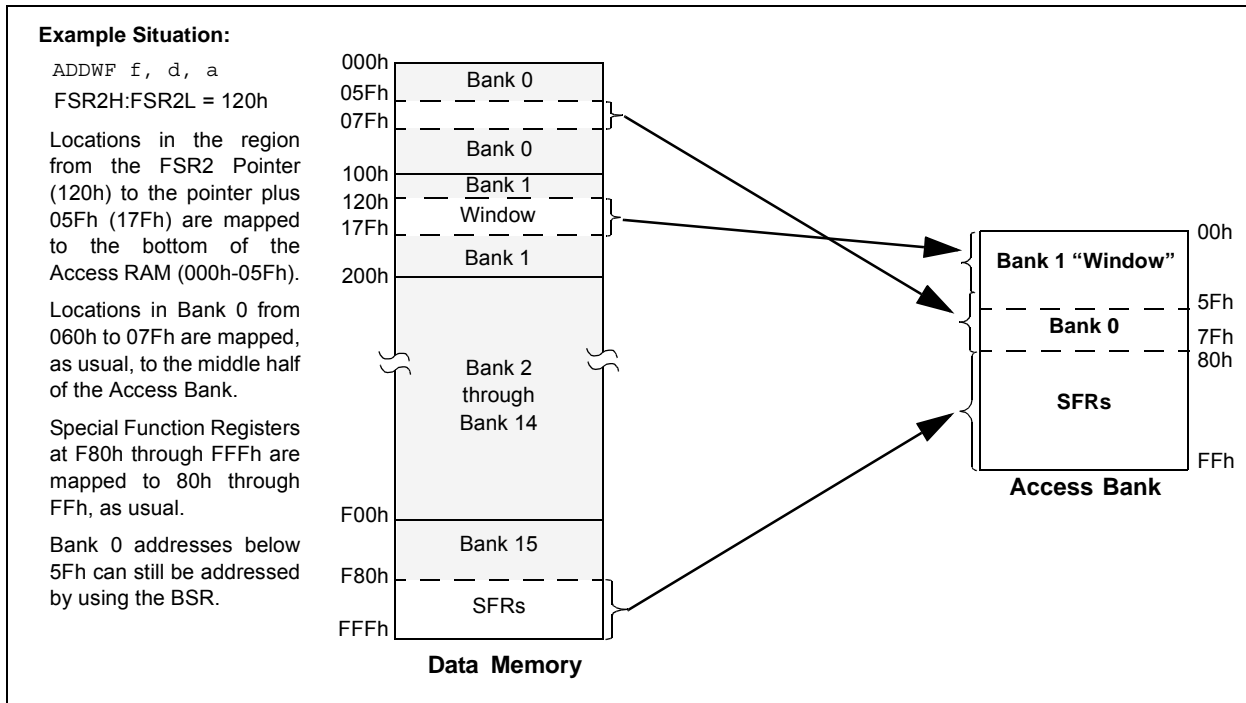 Example Situation:
ADDWF f, d, a
FSR2H:FSR2L = 120h
Locations in the region
from the FSR2 Pointer
(120h) to the pointer plus
05Fh (17Fh) are mapped
to the bottom of the
Access RAM (000h-05Fh).
Locations in Bank 0 from
060h to 07Fh are mapped,
as usual, to the middle half
of the Access Bank.
Special Function Registers
at F80h through FFFh are
mapped to 80h through
FFh, as usual.
Bank 0 addresses below
5Fh can still be addressed
by using the BSR.
000h
Bank 0
05Fh
07Fh
Bank 0
100h
Bank 1
120h
Window
17Fh
Bank 1
200h
Bank 2
through
Bank 14
F00h
Bank 15
F80h
SFRs
FFFh
Data Memory
00h
Bank 1 “Window”
5Fh
Bank 0
7Fh
80h
SFRs
FFh
Access Bank